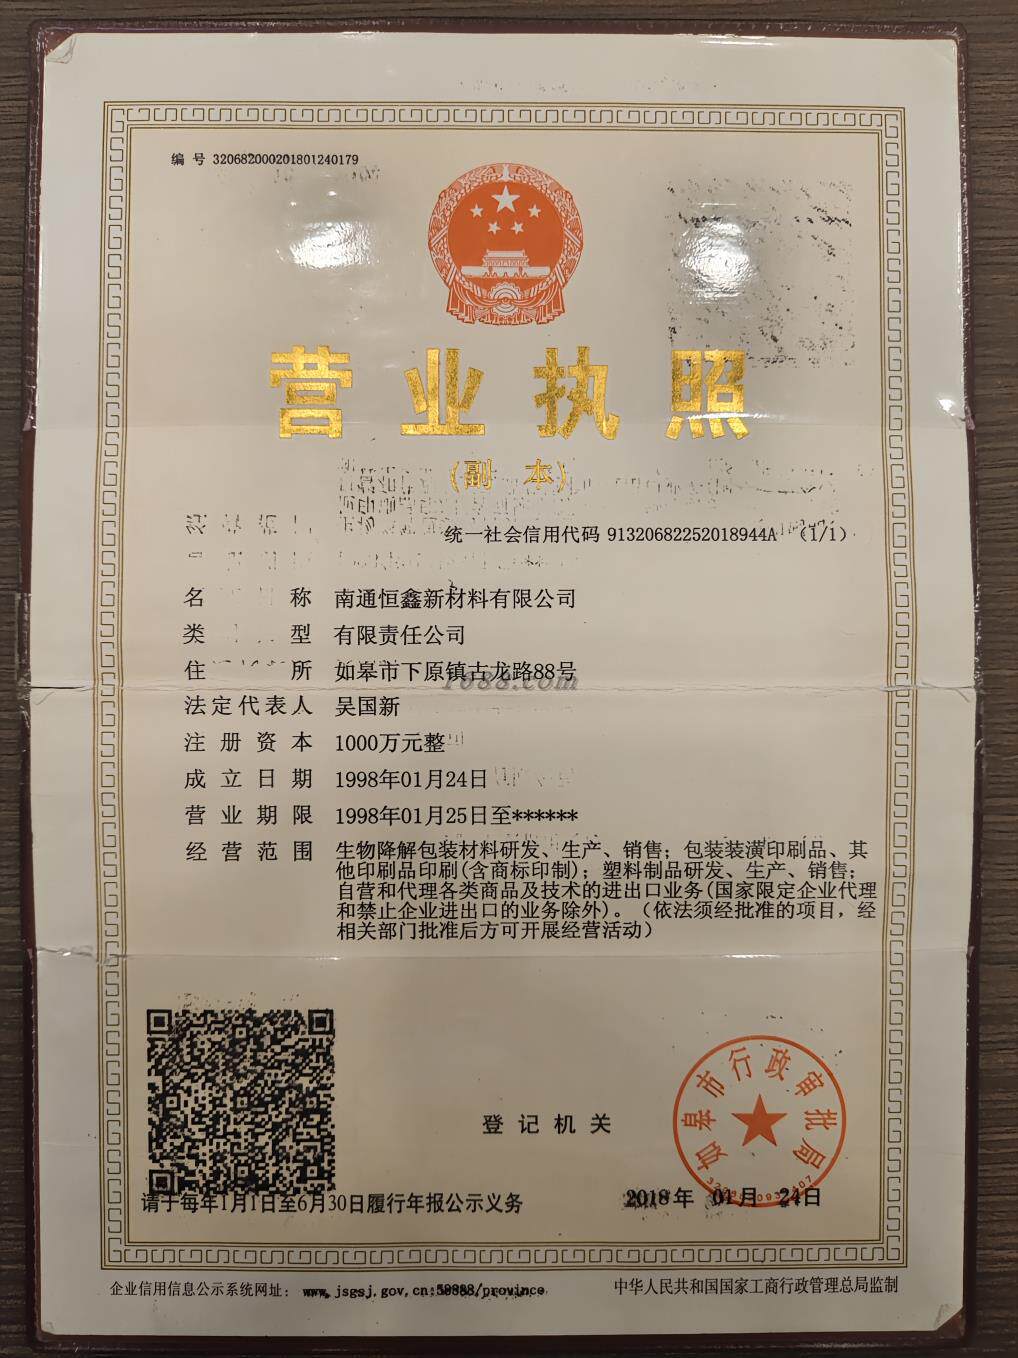 编 号 320682000201801240179
营 业 执 照
(副 本)
统一社会信用代码 91320682252018944A (1/1)
名 称 南通恒鑫新材料有限公司
类 型 有限责任公司
住 所 如皋市下原镇古龙路88号
1688.com
法定代表人 吴国新
注 册 资 本 1000万元整
成 立 日 期 1998年01月24日
营 业 期 限 1998年01月25日至******
经 营 范 围 生物降解包装材料研发、生产、销售；包装装潢印刷品、其
他印刷品印刷(含商标印制)；塑料制品研发、生产、销售；
自营和代理各类商品及技术的进出口业务(国家限定企业代理
和禁止企业进出口的业务除外)。（依法须经批准的项目，经
相关部门批准后方可开展经营活动）
登 记 机 关
如皋市行政审批局
2018年 01月 24日
请于每年1月1日至6月30日履行年报公示义务
企业信用信息公示系统网址： www.jsgsj.gov.cn:58888/province
中华人民共和国国家工商行政管理总局监制